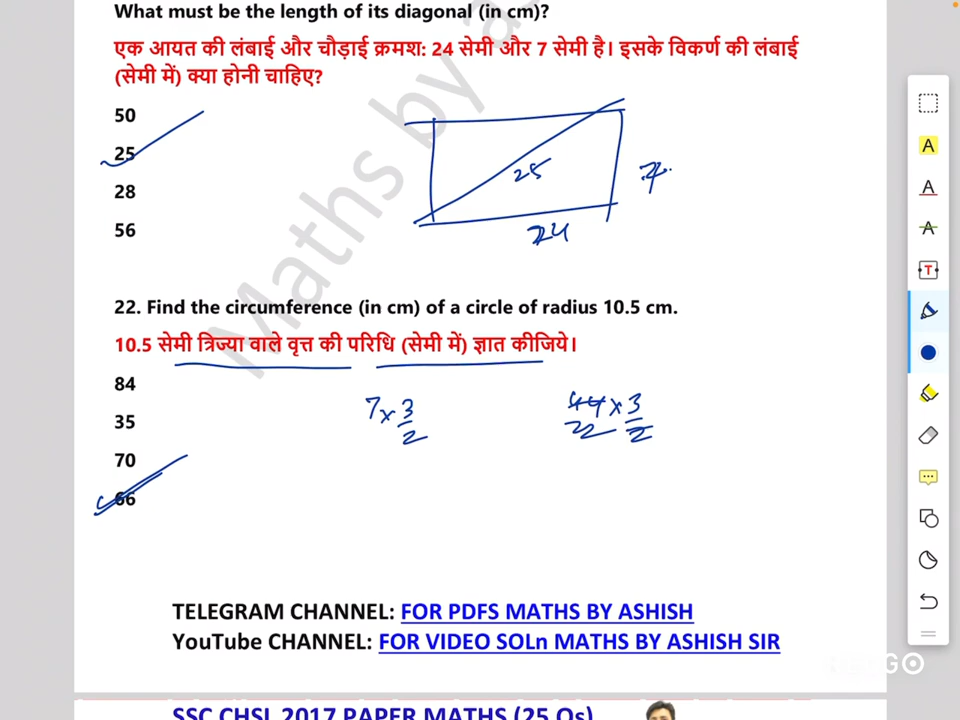 What must be the length of its diagonal (in cm)?
एक आयत की लंबाई और चौड़ाई क्रमश: 24 सेमी और 7 सेमी है। इसके विकर्ण की लंबाई
(सेमी में) क्या होनी चाहिए?
50
25
28
56
25
7
24
22. Find the circumference (in cm) of a circle of radius 10.5 cm.
10.5 सेमी त्रिज्या वाले वृत्त की परिधि (सेमी में) ज्ञात कीजिये।
84
35
70
66
7 x 3/2
44 x 3/2
22
TELEGRAM CHANNEL: FOR PDFS MATHS BY ASHISH
YouTube CHANNEL: FOR VIDEO SOLn MATHS BY ASHISH SIR
SSC CHSL 2017 PAPER MATHS (25 Qs)
Maths by
A
A
A
T